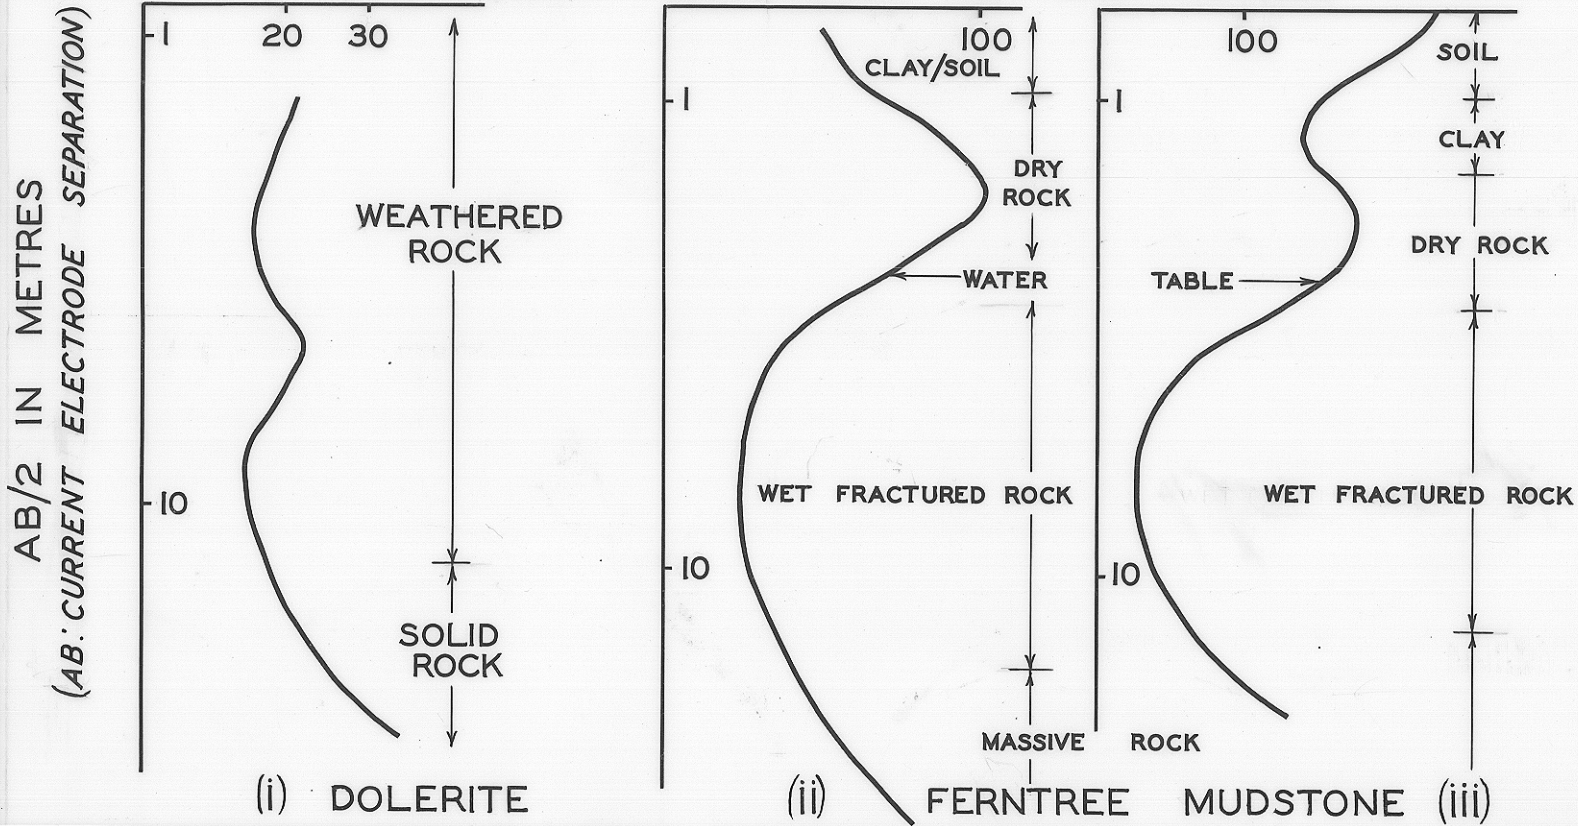 AB/2 IN METRES
(AB: CURRENT ELECTRODE SEPARATION)
1
20 30
WEATHERED
ROCK
10
SOLID
ROCK
(i) DOLERITE
100
CLAY/SOIL
1
DRY
ROCK
WATER
WET FRACTURED ROCK
10
MASSIVE ROCK
(ii) FERNTREE MUDSTONE (iii)
100
SOIL
1
CLAY
DRY ROCK
TABLE
WET FRACTURED ROCK
10